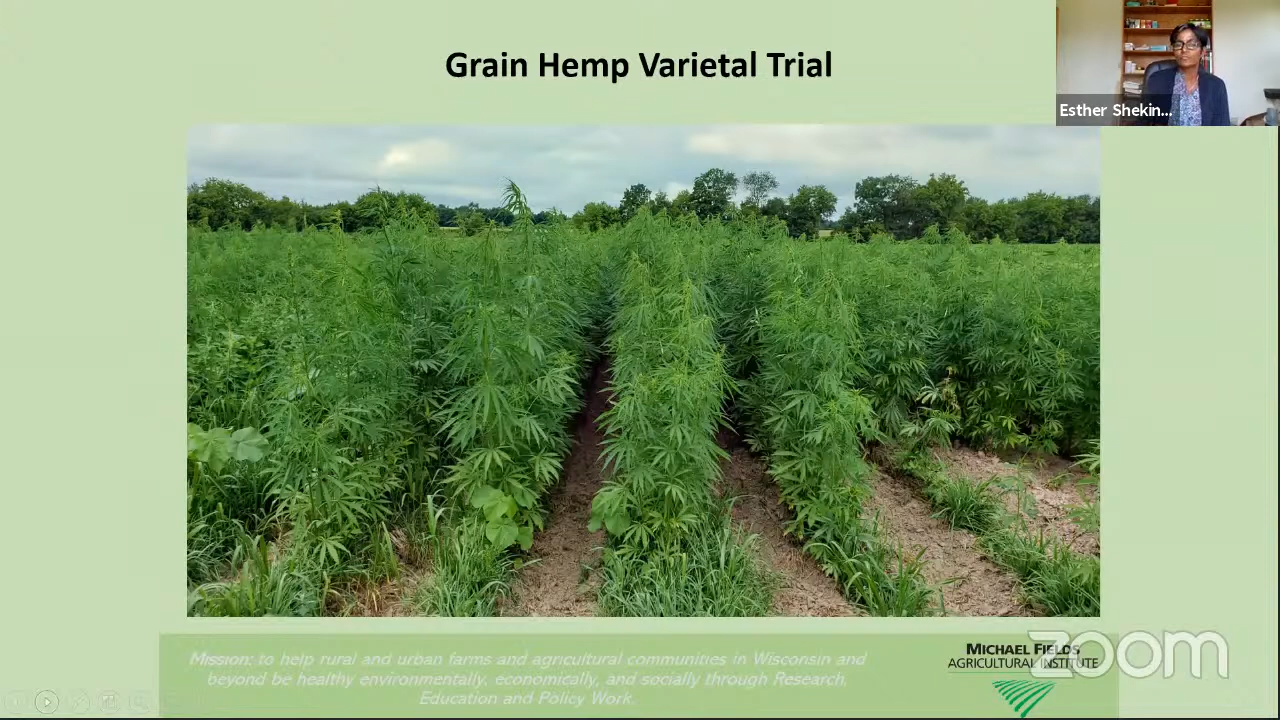 Grain Hemp Varietal Trial
Esther Shekin...
Mission: to help rural and urban farms and agricultural communities in Wisconsin and
beyond be healthy environmentally, economically, and socially through Research,
Education and Policy Work.
MICHAEL FIELDS
AGRICULTURAL INSTITUTE
zoom